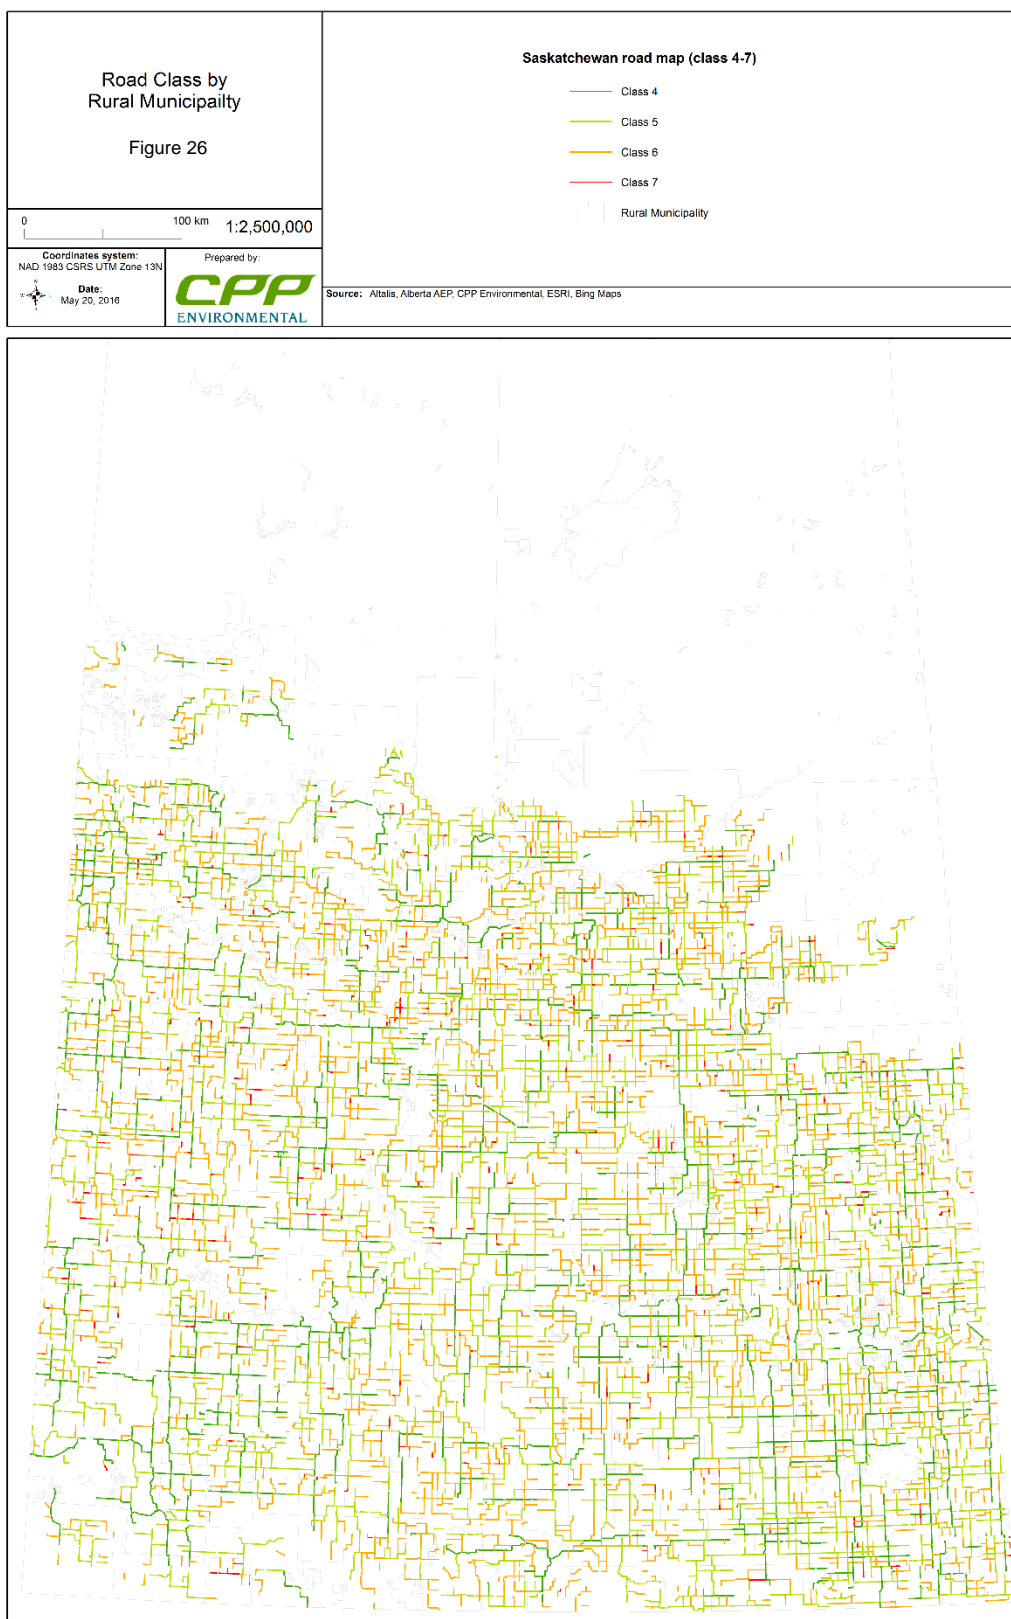 Road Class by
Rural Municipailty
Figure 26
0 100 km 1:2,500,000
Coordinates system:
NAD 1983 CSRS UTM Zone 13N
N
W E
S
Date:
May 20, 2016
Prepared by:
CPP
ENVIRONMENTAL
Saskatchewan road map (class 4-7)
Class 4
Class 5
Class 6
Class 7
Rural Municipality
Source: Altalis, Alberta AEP, CPP Environmental, ESRI, Bing Maps